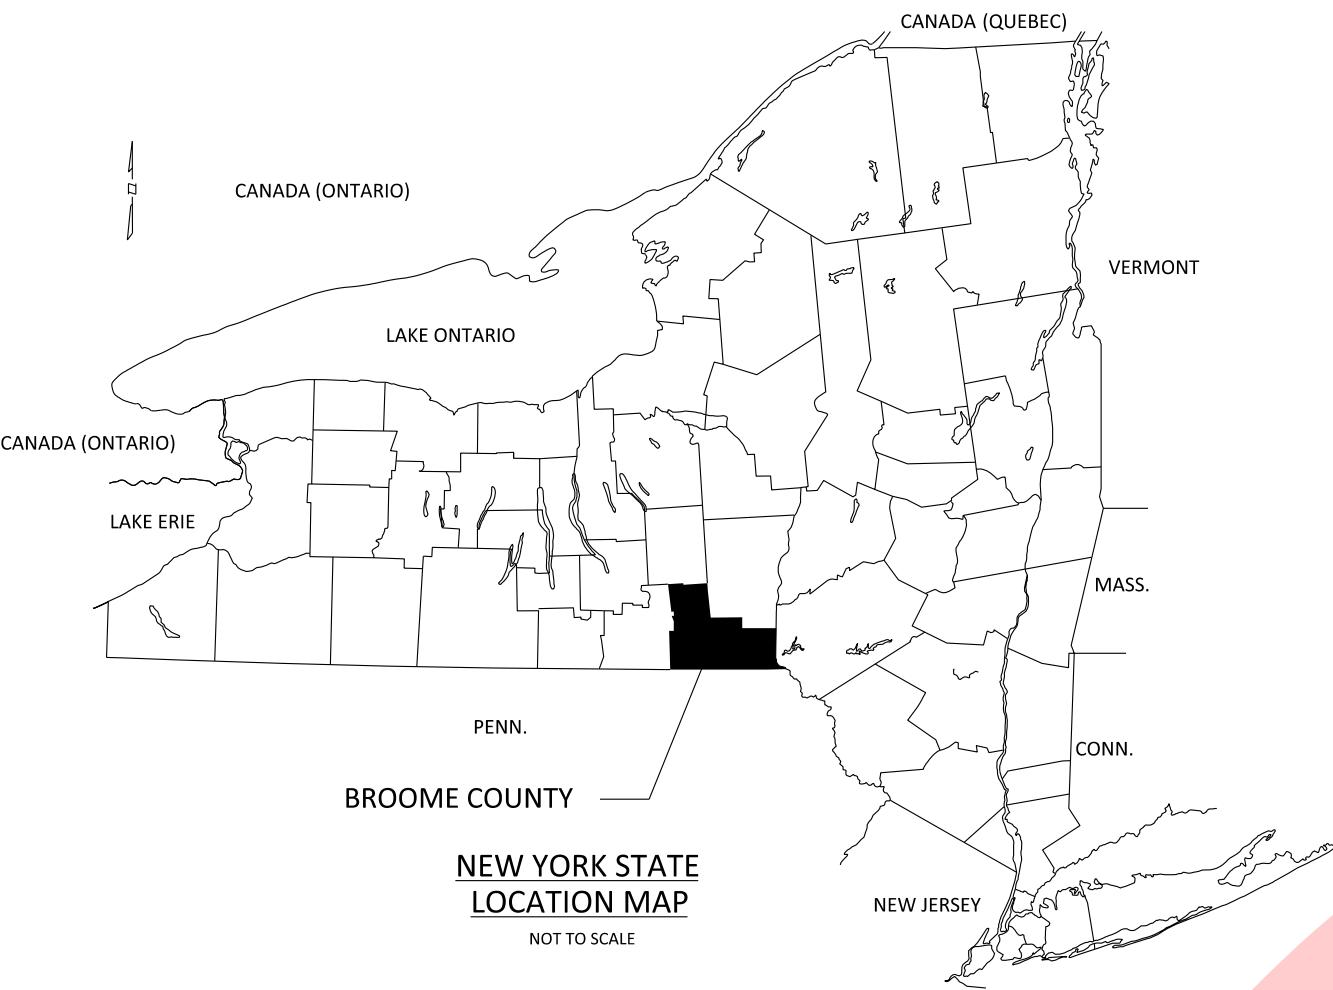 CANADA (QUEBEC)
CANADA (ONTARIO)
VERMONT
LAKE ONTARIO
CANADA (ONTARIO)
LAKE ERIE
MASS.
PENN.
CONN.
BROOME COUNTY
NEW YORK STATE
LOCATION MAP
NEW JERSEY
NOT TO SCALE